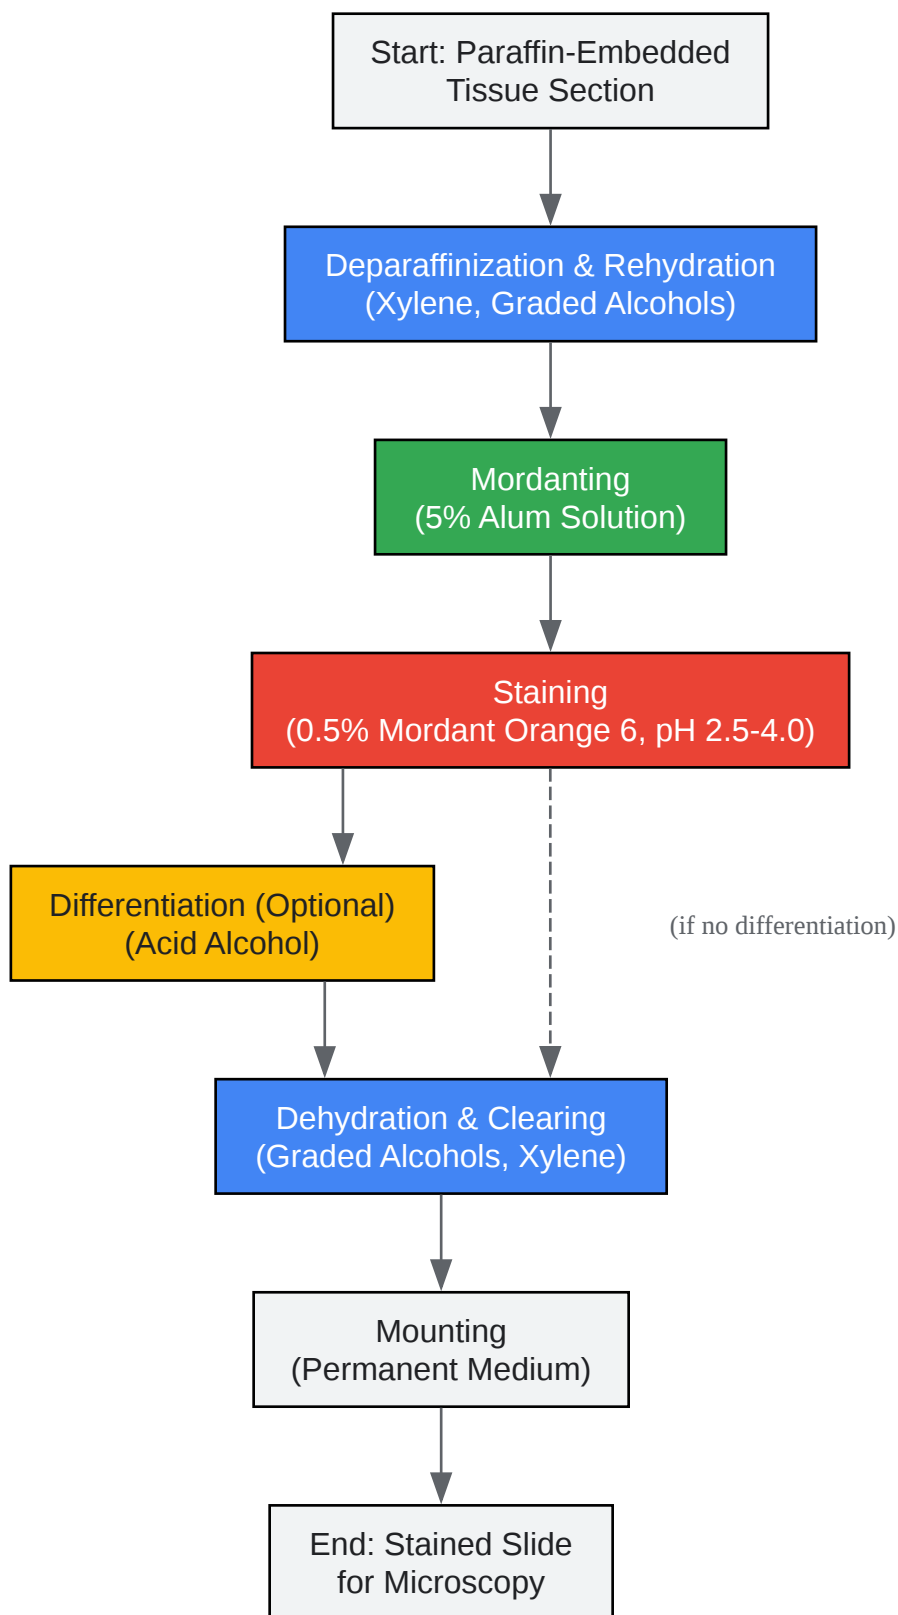 Start: Paraffin-Embedded
Tissue Section
Deparaffinization & Rehydration
(Xylene, Graded Alcohols)
Mordanting
(5% Alum Solution)
Staining
(0.5% Mordant Orange 6, pH 2.5-4.0)
Differentiation (Optional)
(Acid Alcohol)
(if no differentiation)
Dehydration & Clearing
(Graded Alcohols, Xylene)
Mounting
(Permanent Medium)
End: Stained Slide
for Microscopy